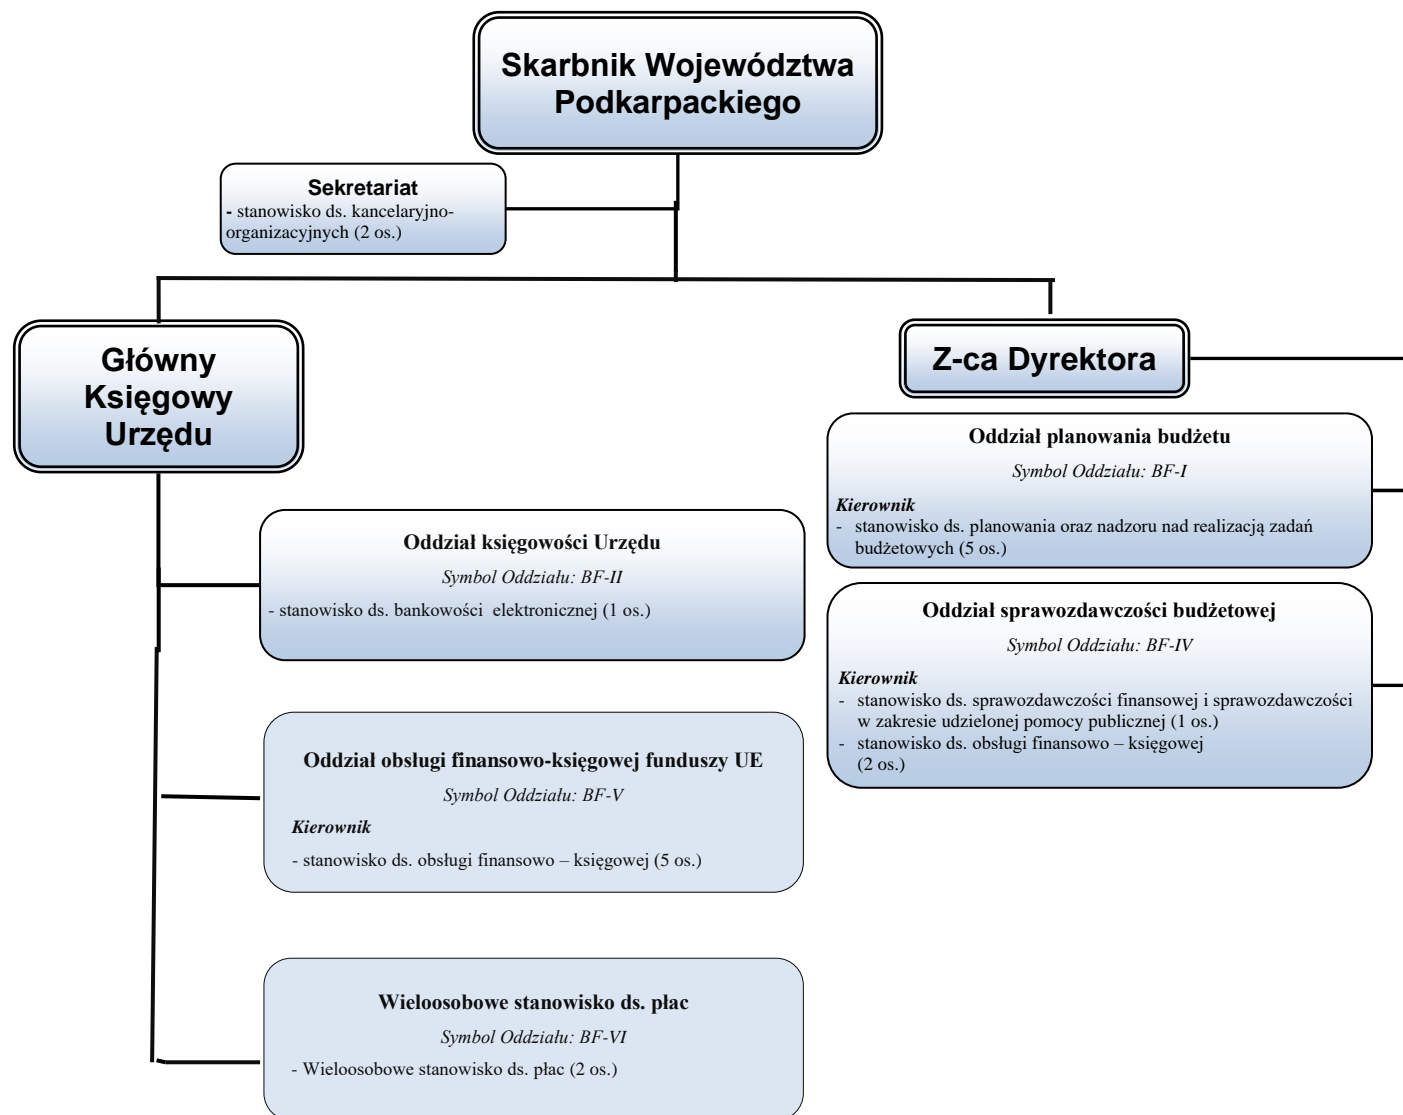 Skarbnik Województwa
Podkarpackiego
Sekretariat
- stanowisko ds. kancelaryjno-
organizacyjnych (2 os.)
Główny
Księgowy
Urzędu
Z-ca Dyrektora
Oddział planowania budżetu
Symbol Oddziału: BF-I
Kierownik
- stanowisko ds. planowania oraz nadzoru nad realizacją zadań
budżetowych (5 os.)
Oddział księgowości Urzędu
Symbol Oddziału: BF-II
- stanowisko ds. bankowości  elektronicznej (1 os.)
Oddział sprawozdawczości budżetowej
Symbol Oddziału: BF-IV
Kierownik
- stanowisko ds. sprawozdawczości finansowej i sprawozdawczości
w zakresie udzielonej pomocy publicznej (1 os.)
- stanowisko ds. obsługi finansowo – księgowej
(2 os.)
Oddział obsługi finansowo-księgowej funduszy UE
Symbol Oddziału: BF-V
Kierownik
- stanowisko ds. obsługi finansowo – księgowej (5 os.)
Wieloosobowe stanowisko ds. płac
Symbol Oddziału: BF-VI
- Wieloosobowe stanowisko ds. płac (2 os.)